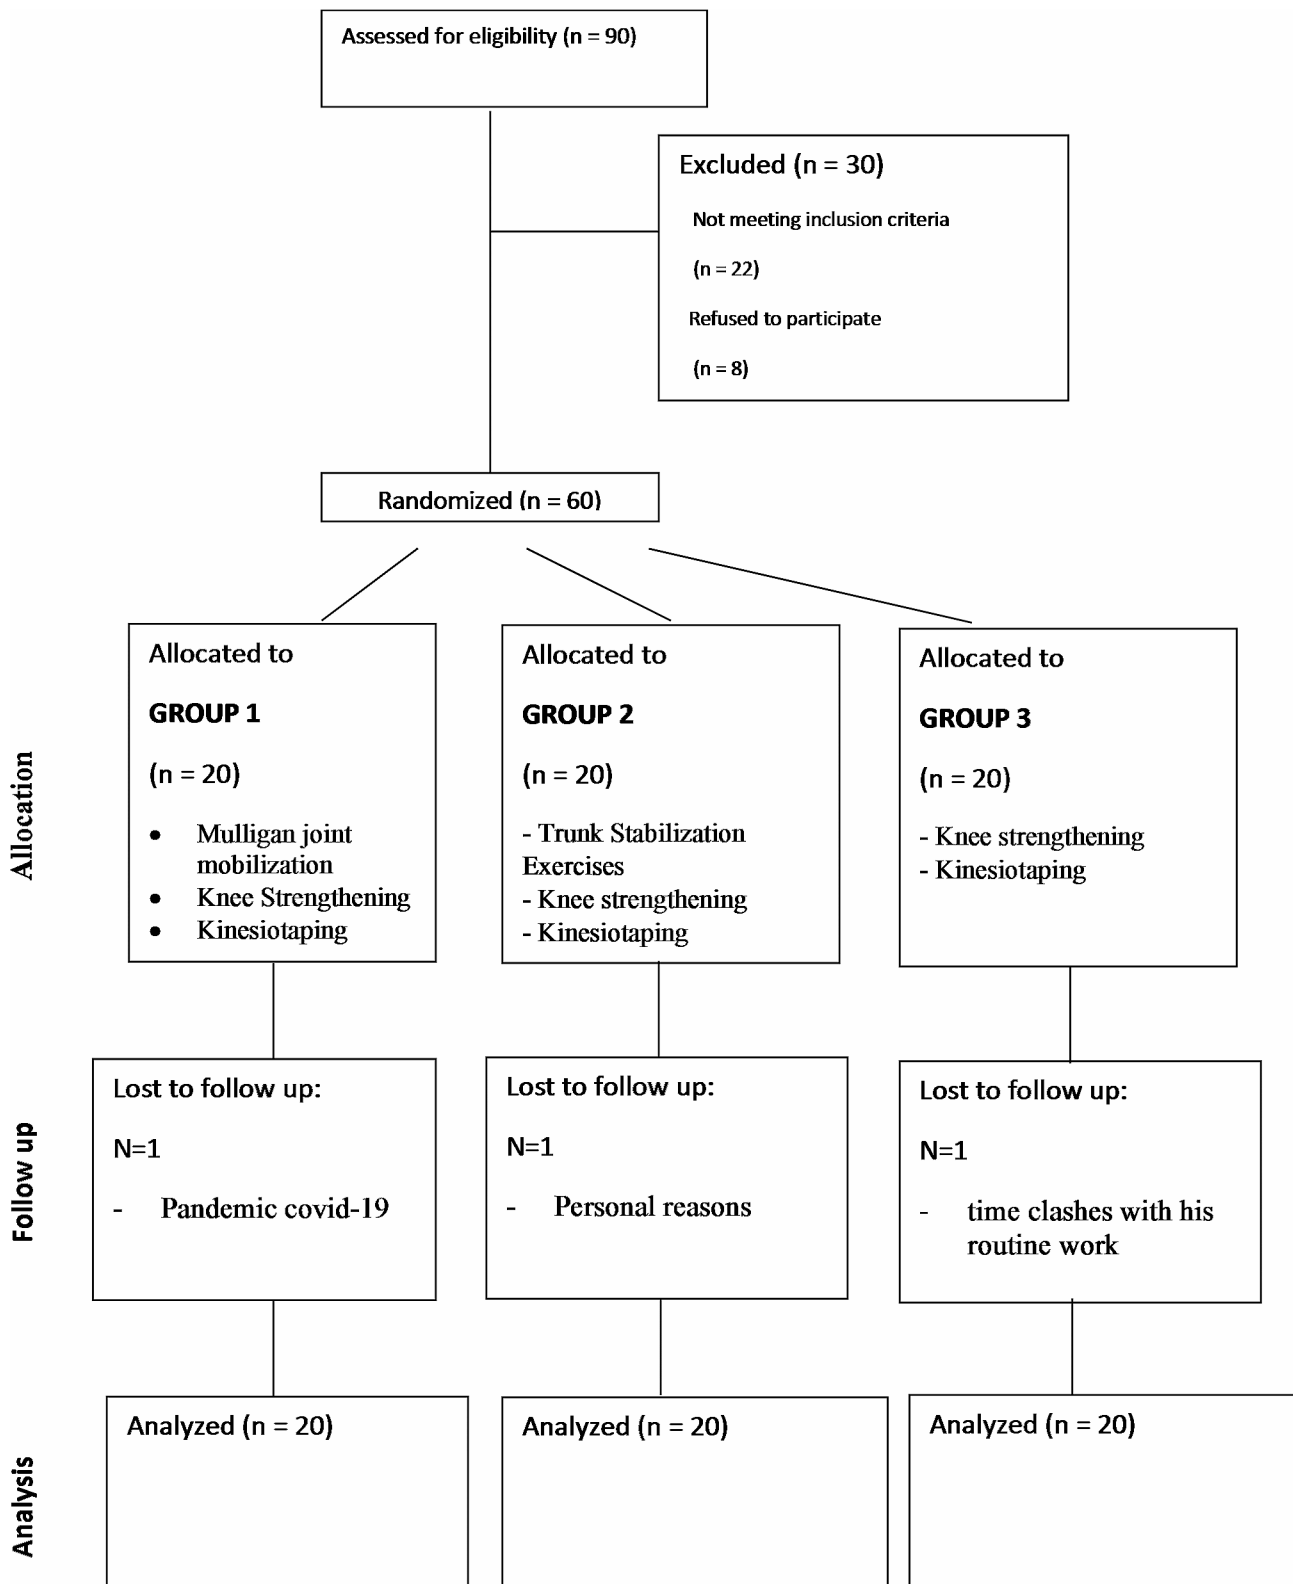 Assessed for eligibility (n = 90)
Excluded (n = 30)
Not meeting inclusion criteria
(n = 22)
Refused to participate
(n = 8)
Randomized (n = 60)
Allocation
Allocated to
GROUP 1
(n = 20)
• Mulligan joint
mobilization
• Knee Strengthening
• Kinesiotaping
Allocated to
GROUP 2
(n = 20)
- Trunk Stabilization
Exercises
- Knee strengthening
- Kinesiotaping
Allocated to
GROUP 3
(n = 20)
- Knee strengthening
- Kinesiotaping
Follow up
Lost to follow up:
N=1
- Pandemic covid-19
Lost to follow up:
N=1
- Personal reasons
Lost to follow up:
N=1
- time clashes with his
routine work
Analysis
Analyzed (n = 20)
Analyzed (n = 20)
Analyzed (n = 20)